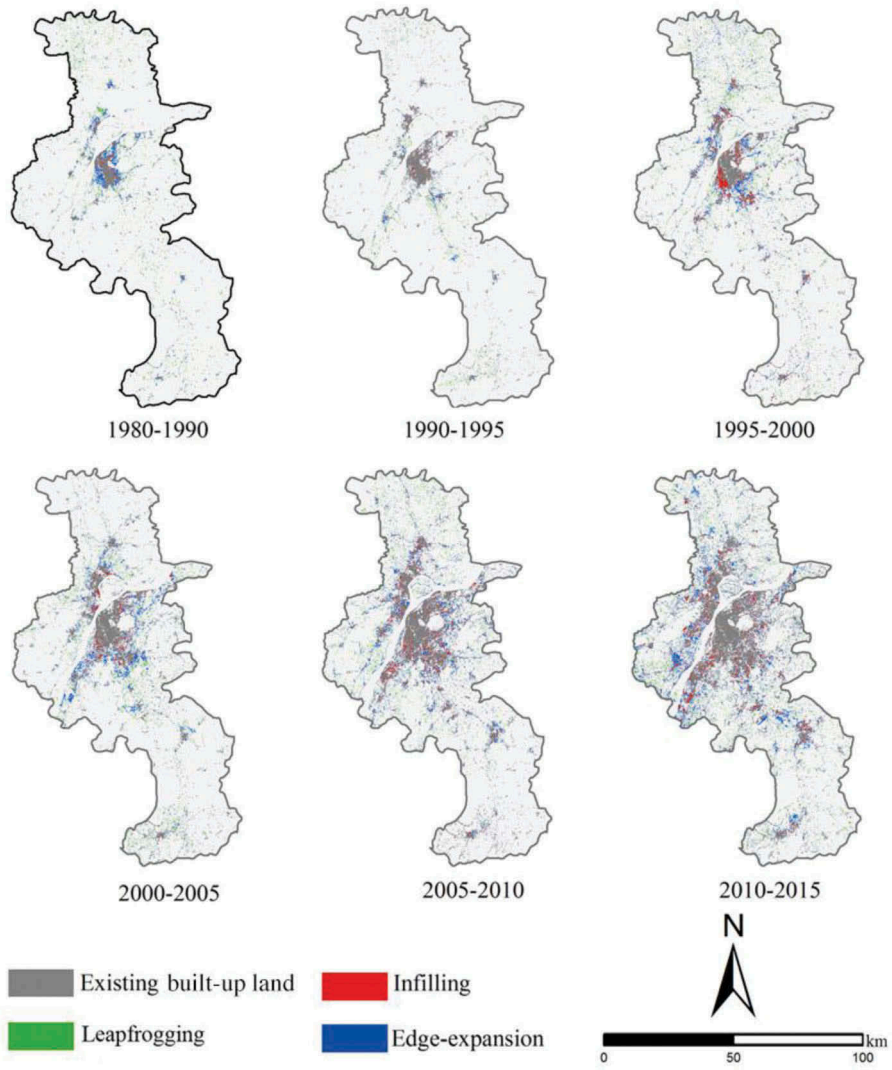 1980-1990
1990-1995
1995-2000
2000-2005
2005-2010
2010-2015
N
Existing built-up land
Infilling
Leapfrogging
Edge-expansion
km
0 50 100